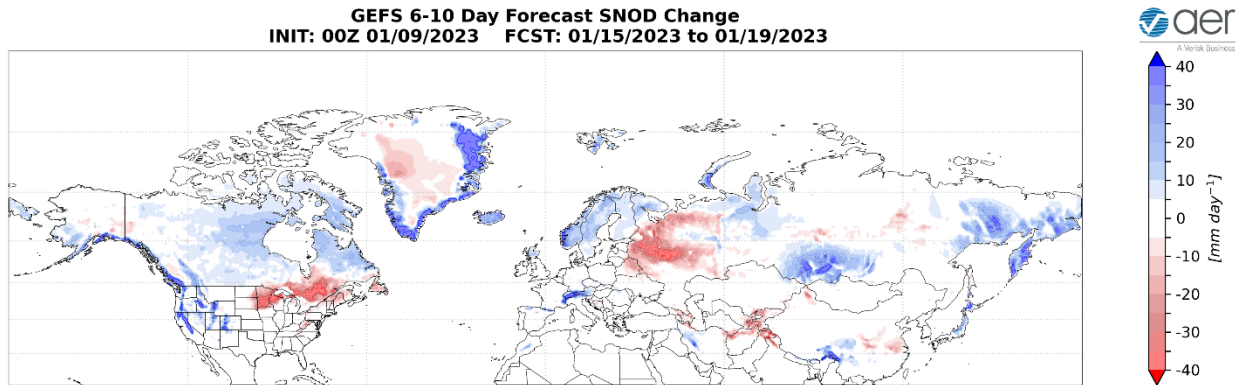 GEFS 6-10 Day Forecast SNOD Change
INIT: 00Z 01/09/2023 FCST: 01/15/2023 to 01/19/2023
aer
A Verisk Business
40
30
20
10
0
-10
-20
-30
-40
[mm day⁻¹]